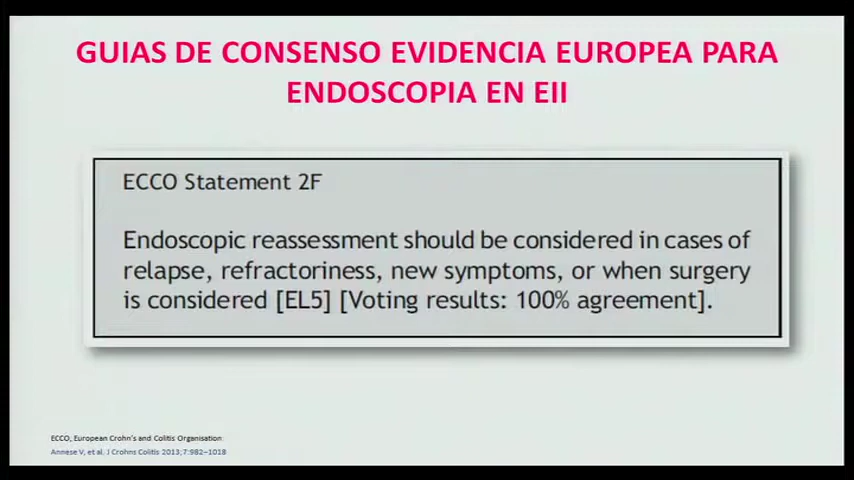 GUIAS DE CONSENSO EVIDENCIA EUROPEA PARA
ENDOSCOPIA EN EII
ECCO Statement 2F
Endoscopic reassessment should be considered in cases of
relapse, refractoriness, new symptoms, or when surgery
is considered [EL5] [Voting results: 100% agreement].
ECCO, European Crohn's and Colitis Organisation
Annese V, et al. J Crohns Colitis 2013;7:982–1018